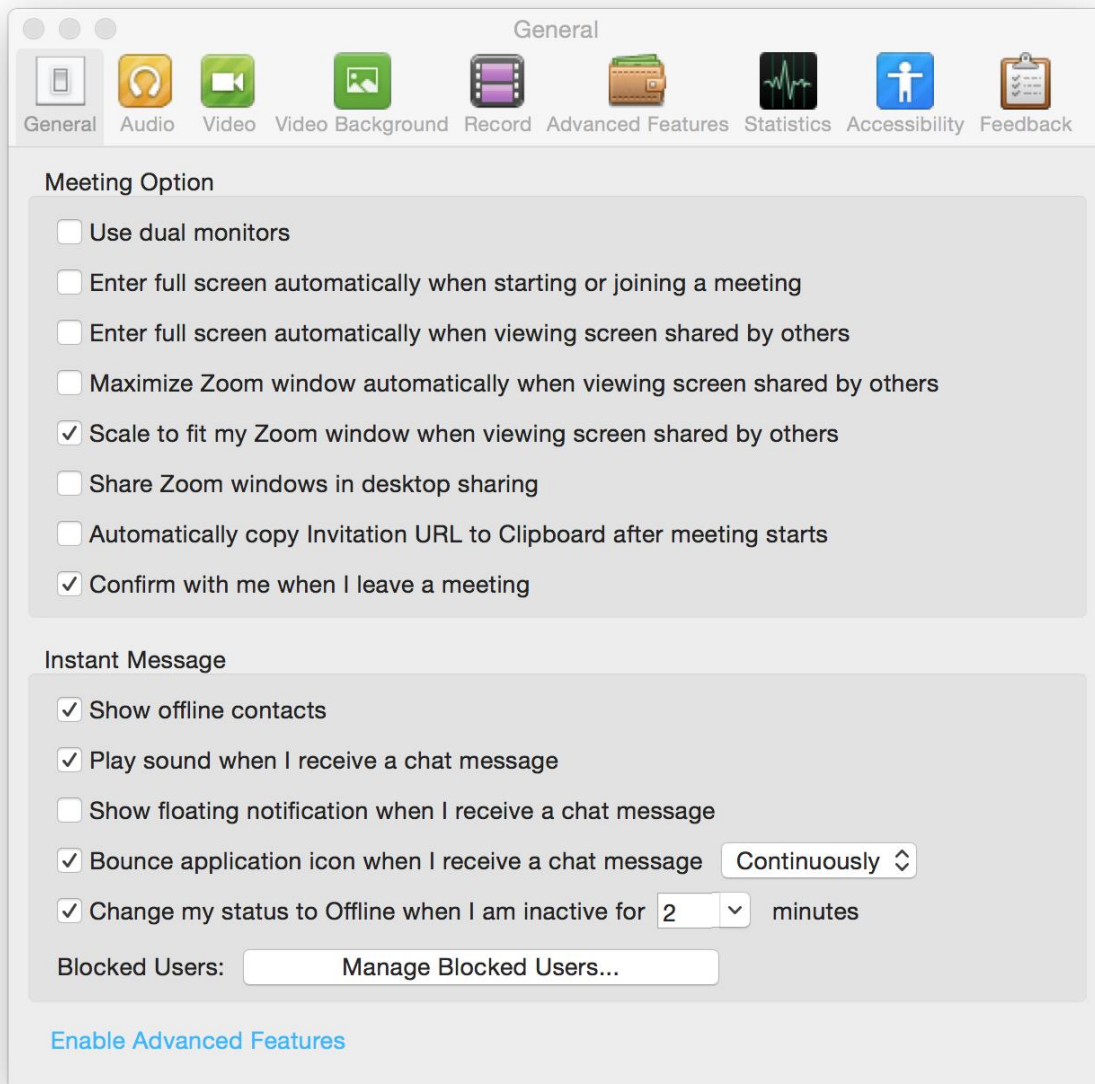 General
General Audio Video Video Background Record Advanced Features Statistics Accessibility Feedback
Meeting Option
Use dual monitors
Enter full screen automatically when starting or joining a meeting
Enter full screen automatically when viewing screen shared by others
Maximize Zoom window automatically when viewing screen shared by others
Scale to fit my Zoom window when viewing screen shared by others
Share Zoom windows in desktop sharing
Automatically copy Invitation URL to Clipboard after meeting starts
Confirm with me when I leave a meeting
Instant Message
Show offline contacts
Play sound when I receive a chat message
Show floating notification when I receive a chat message
Bounce application icon when I receive a chat message Continuously
Change my status to Offline when I am inactive for 2 minutes
Blocked Users: Manage Blocked Users...
Enable Advanced Features